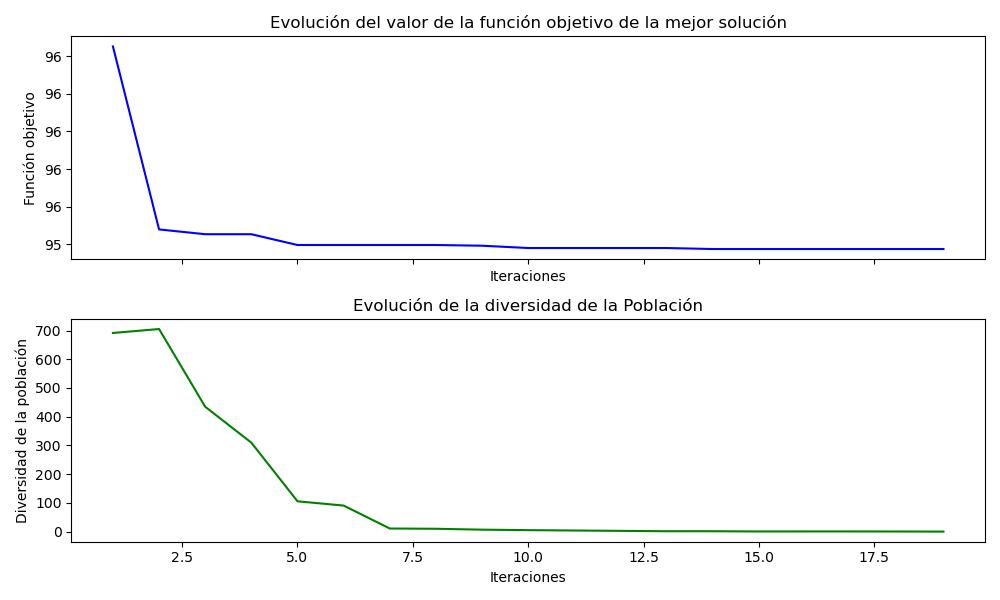 Evolución del valor de la función objetivo de la mejor solución
Función objetivo
96
96
96
96
96
95
Iteraciones
Evolución de la diversidad de la Población
Diversidad de la población
700
600
500
400
300
200
100
0
2.5 5.0 7.5 10.0 12.5 15.0 17.5
Iteraciones